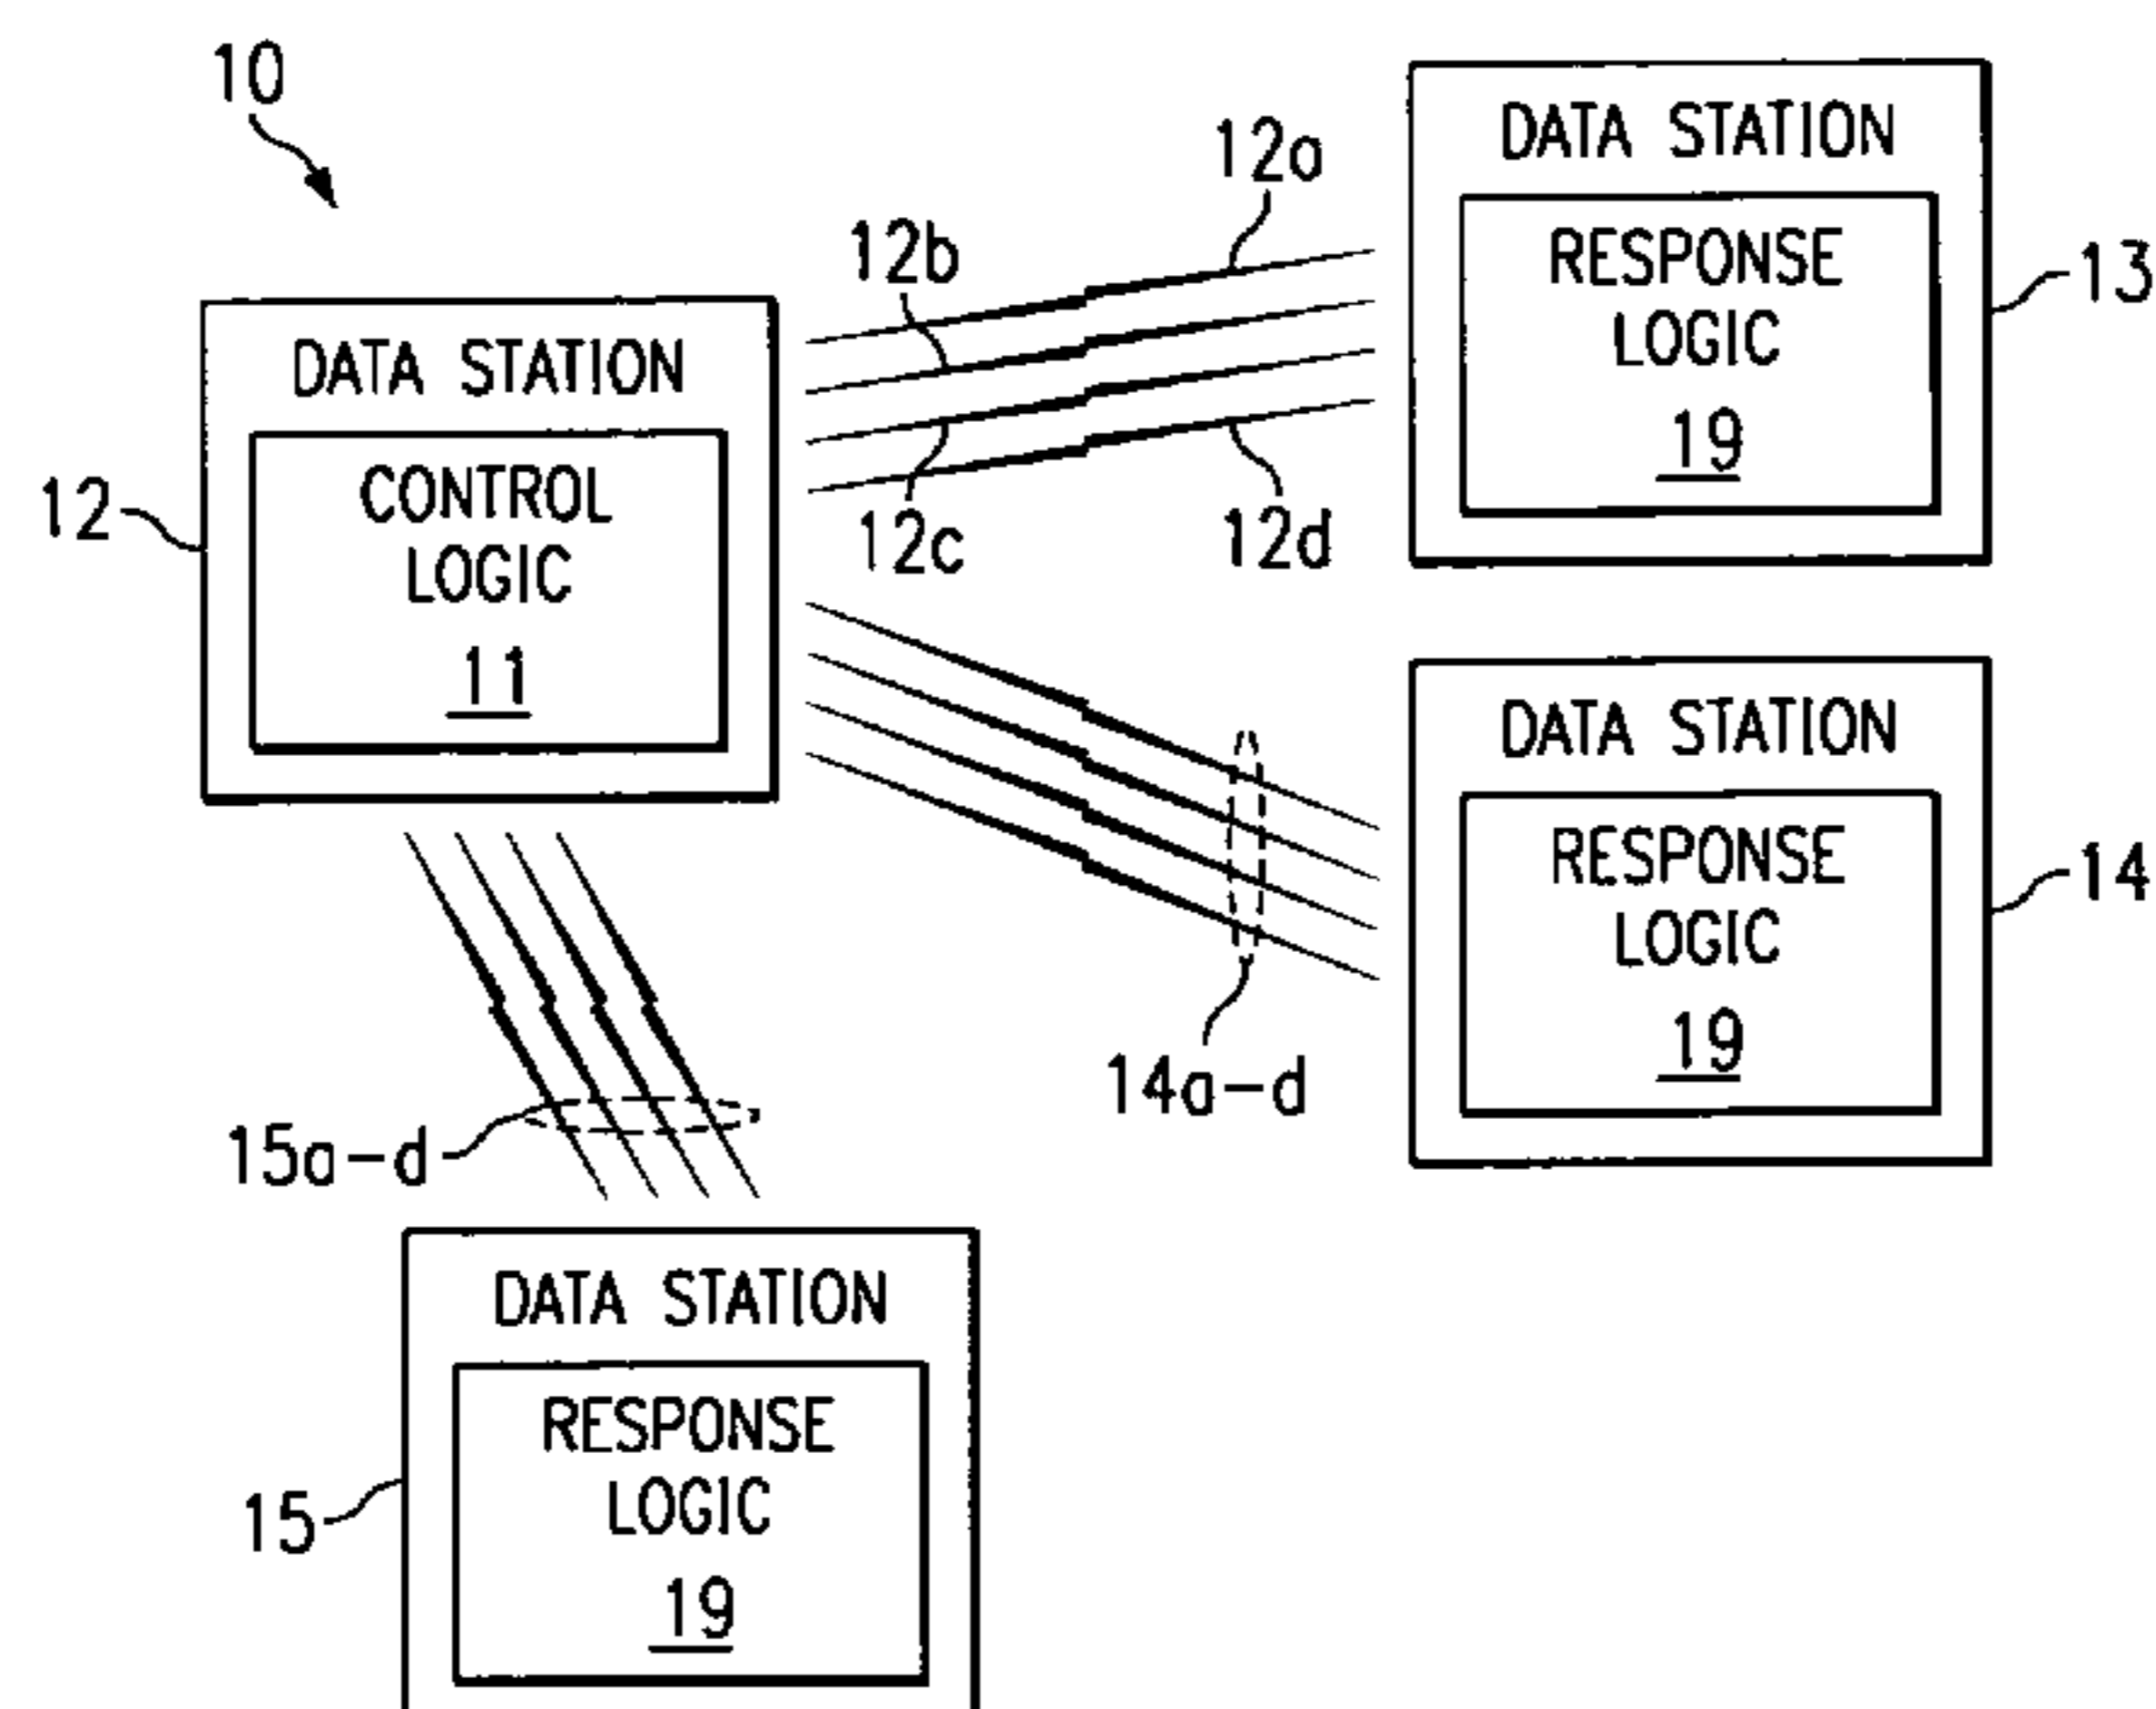 10
DATA STATION
12a
RESPONSE
LOGIC
19
13
12b
DATA STATION
CONTROL
LOGIC
11
12
12c
12d
DATA STATION
RESPONSE
LOGIC
19
14
14a-d
15a-d
DATA STATION
RESPONSE
LOGIC
19
15